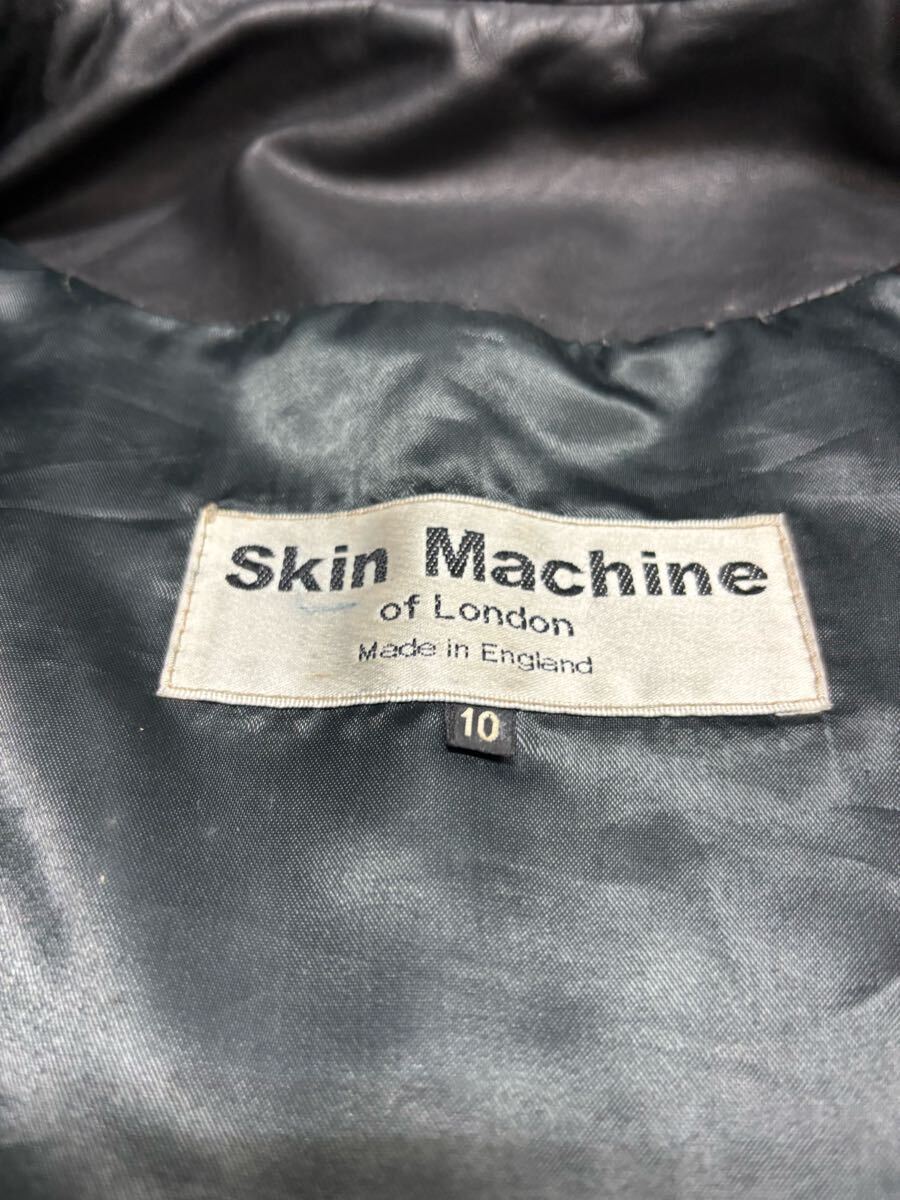 Skin Machine
of London
Made in England
10